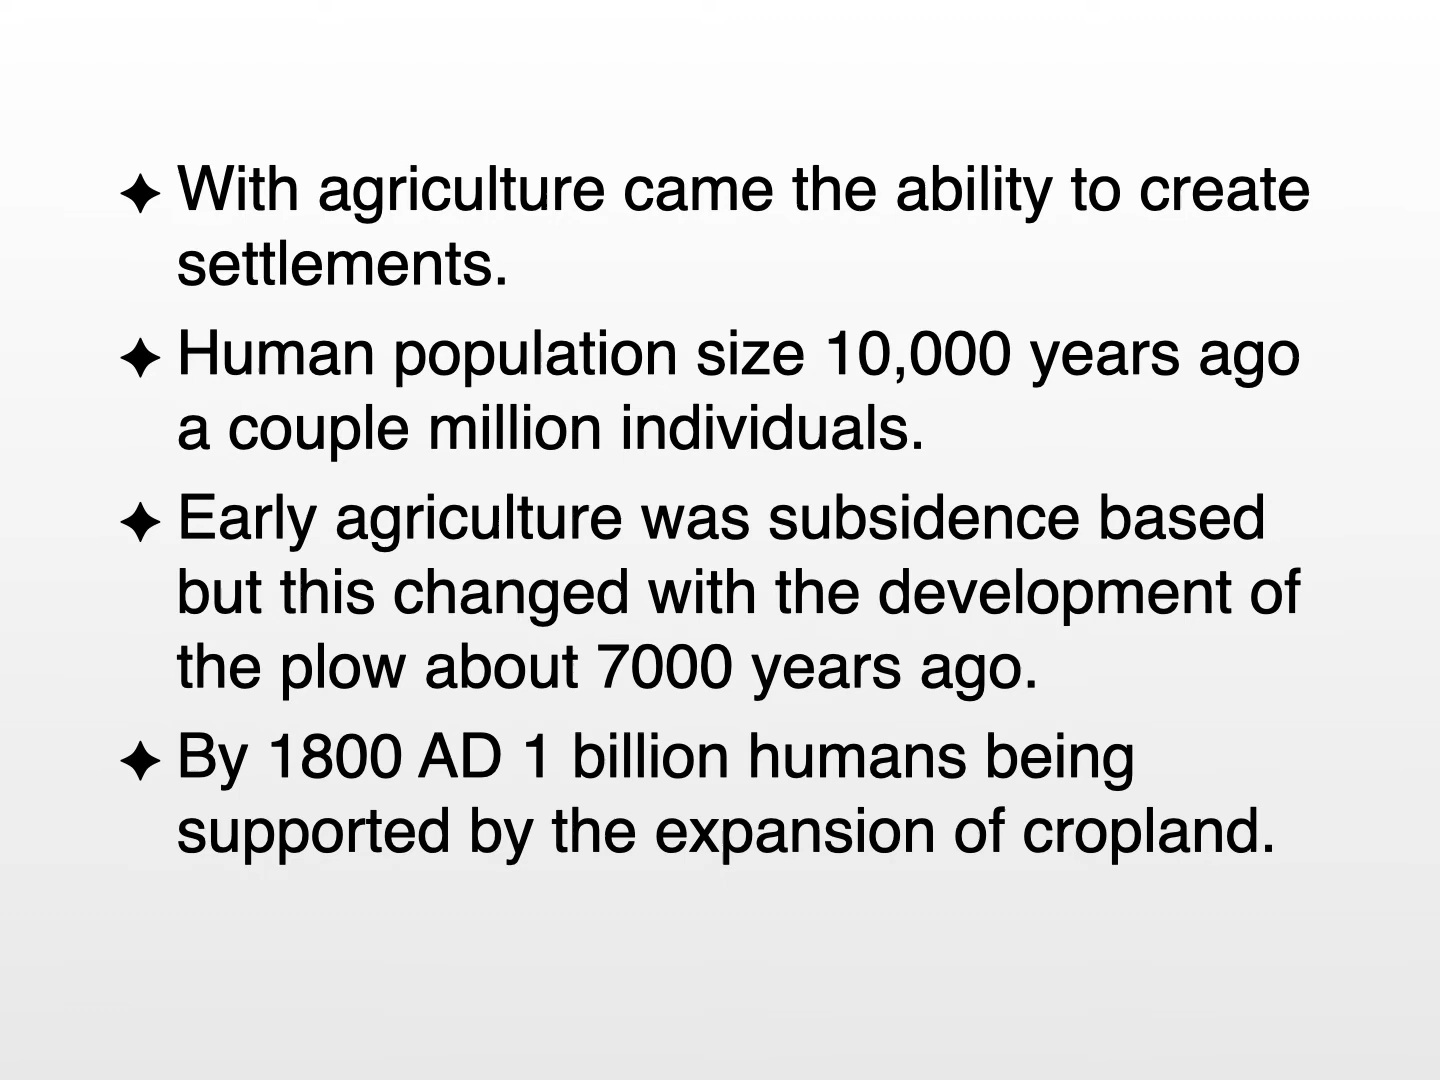 ✦ With agriculture came the ability to create
settlements.
✦ Human population size 10,000 years ago
a couple million individuals.
✦ Early agriculture was subsidence based
but this changed with the development of
the plow about 7000 years ago.
✦ By 1800 AD 1 billion humans being
supported by the expansion of cropland.